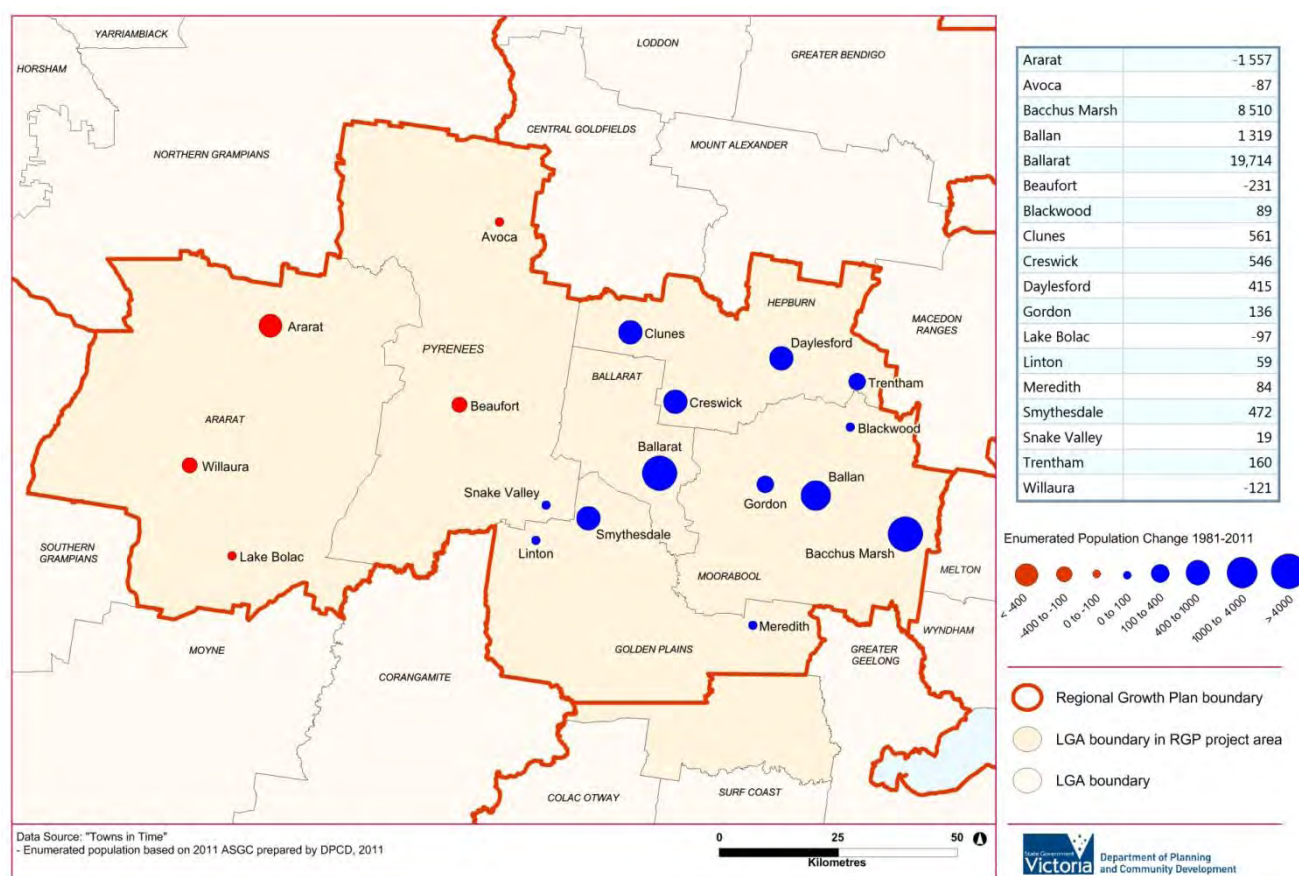 YARRIAMBIACK
HORSHAM
LODDON
GREATER BENDIGO
CENTRAL GOLDFIELDS
MOUNT ALEXANDER
NORTHERN GRAMPIANS
Avoca
HEPBURN
MACEDON
RANGES
Ararat
Clunes
Daylesford
PYRENEES
BALLARAT
Trentham
Creswick
Beaufort
ARARAT
Blackwood
Ballarat
Willaura
Ballan
Snake Valley
Gordon
Smythesdale
Bacchus Marsh
Linton
SOUTHERN
GRAMPIANS
Lake Bolac
MELTON
MOORABOOL
Meredith
WYNDHAM
MOYNE
GOLDEN PLAINS
GREATER
GEELONG
CORANGAMITE
SURF COAST
COLAC OTWAY
Data Source: "Towns in Time"
- Enumerated population based on 2011 ASGC prepared by DPCD, 2011
0 25 50
Kilometres
Ararat -1 557
Avoca -87
Bacchus Marsh 8 510
Ballan 1 319
Ballarat 19,714
Beaufort -231
Blackwood 89
Clunes 561
Creswick 546
Daylesford 415
Gordon 136
Lake Bolac -97
Linton 59
Meredith 84
Smythesdale 472
Snake Valley 19
Trentham 160
Willaura -121
Enumerated Population Change 1981-2011
< -400
-400 to -100
0 to -100
0 to 100
100 to 400
400 to1000
1000 to 4000
> 4000
Regional Growth Plan boundary
LGA boundary in RGP project area
LGA boundary
State Government
Victoria
Department of Planning
and Community Development